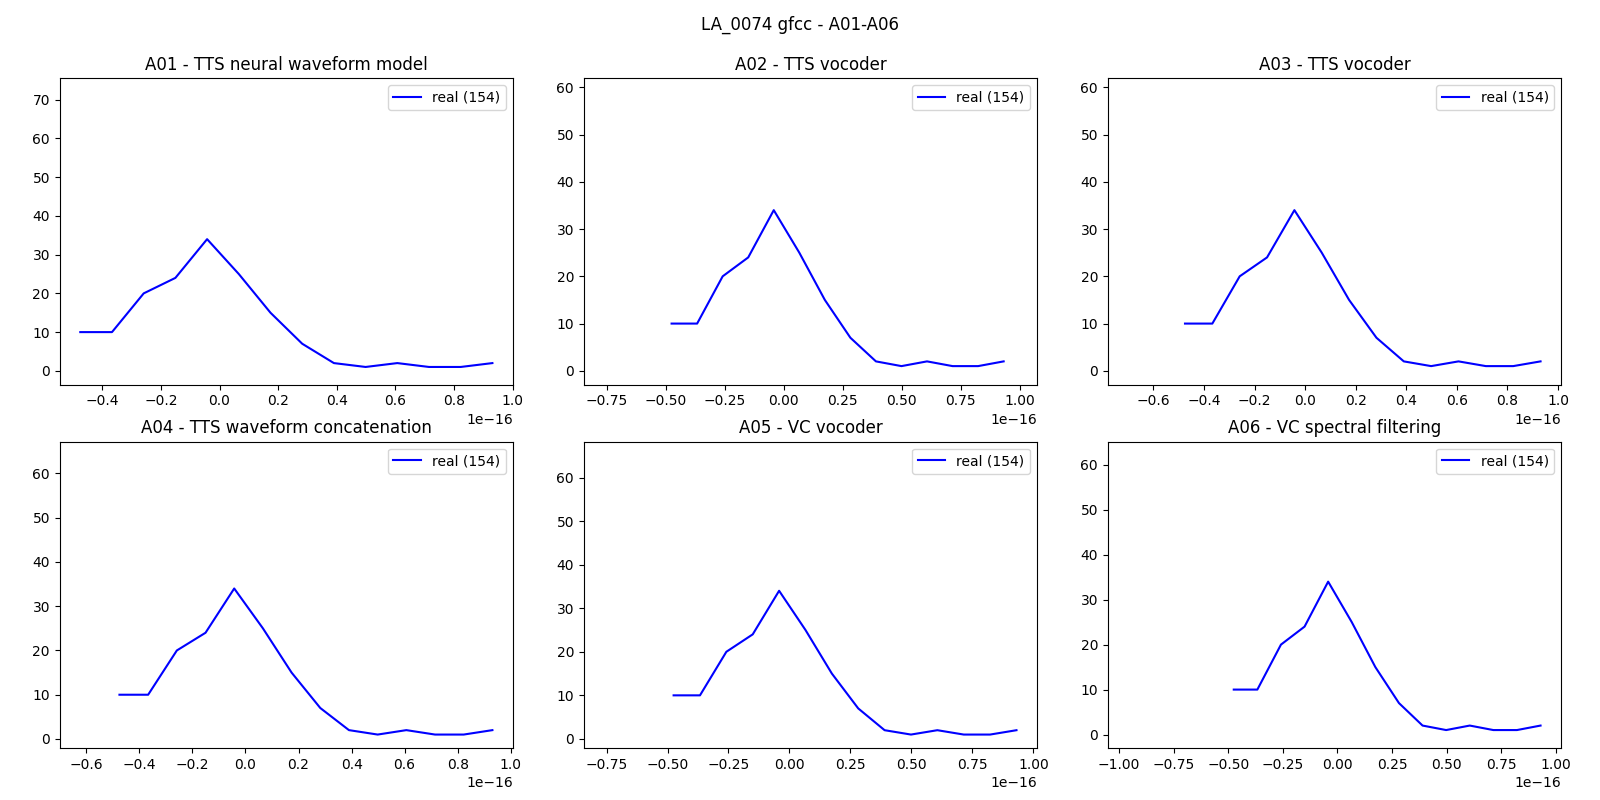 LA_0074 gfcc - A01-A06
A01 - TTS neural waveform model
real (154)
70
60
50
40
30
20
10
0
−0.4 −0.2 0.0 0.2 0.4 0.6 0.8 1.0
1e−16
A02 - TTS vocoder
real (154)
60
50
40
30
20
10
0
−0.75 −0.50 −0.25 0.00 0.25 0.50 0.75 1.00
1e−16
A03 - TTS vocoder
real (154)
60
50
40
30
20
10
0
−0.6 −0.4 −0.2 0.0 0.2 0.4 0.6 0.8 1.0
1e−16
A04 - TTS waveform concatenation
real (154)
60
50
40
30
20
10
0
−0.6 −0.4 −0.2 0.0 0.2 0.4 0.6 0.8 1.0
1e−16
A05 - VC vocoder
real (154)
60
50
40
30
20
10
0
−0.75 −0.50 −0.25 0.00 0.25 0.50 0.75 1.00
1e−16
A06 - VC spectral filtering
real (154)
60
50
40
30
20
10
0
−1.00 −0.75 −0.50 −0.25 0.00 0.25 0.50 0.75 1.00
1e−16